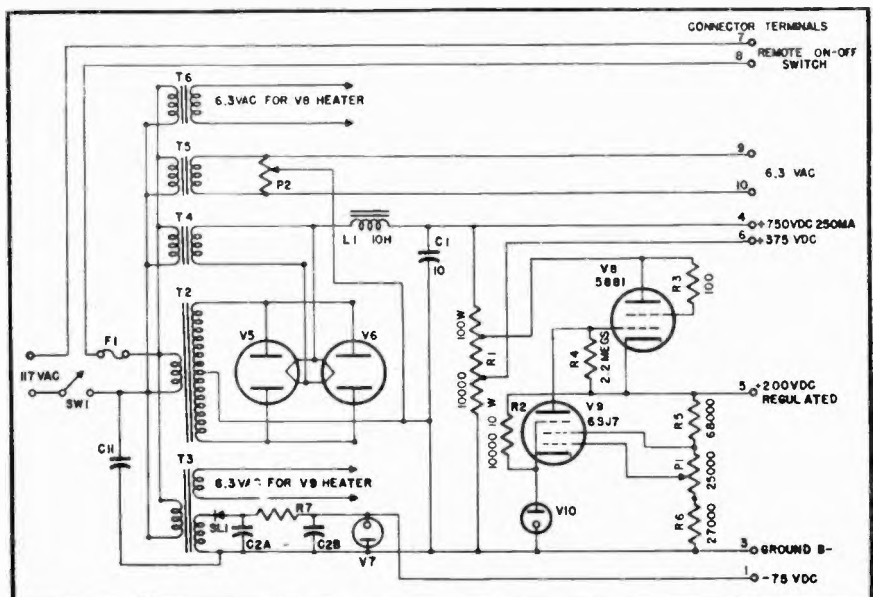 CONNECTOR TERMINALS
7
8
REMOTE ON-OFF
SWITCH
T6
6.3VAC FOR V8 HEATER
T5
P2
9
6.3 VAC
10
T4
L1 10H
C1
10
4
+750VDC 250MA
6
+375 VDC
V8
5881
R3
100
T2
V5
V6
100W
R1
10000
R4
2.2 MEGS
F1
117VAC
SW1
5
+200VDC
REGULATED
R2
10000 10 W
V9
6SJ7
R5
68000
P1
25000
R6
27000
C11
T3
6.3VAC FOR V9 HEATER
SL1
R7
C2A
C2B
V7
V10
3
GROUND B-
1
-75 VDC